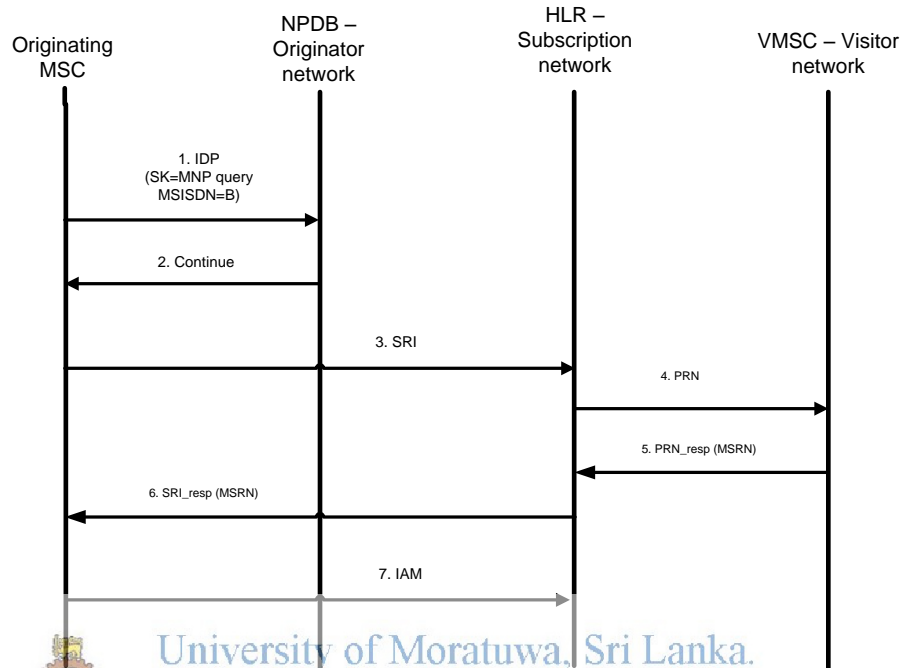 Originating
MSC
NPDB –
Originator
network
HLR –
Subscription
network
VMSC – Visitor
network
1. IDP
(SK=MNP query
MSISDN=B)
2. Continue
3. SRI
4. PRN
5. PRN_resp (MSRN)
6. SRI_resp (MSRN)
7. IAM
University of Moratuwa, Sri Lanka.